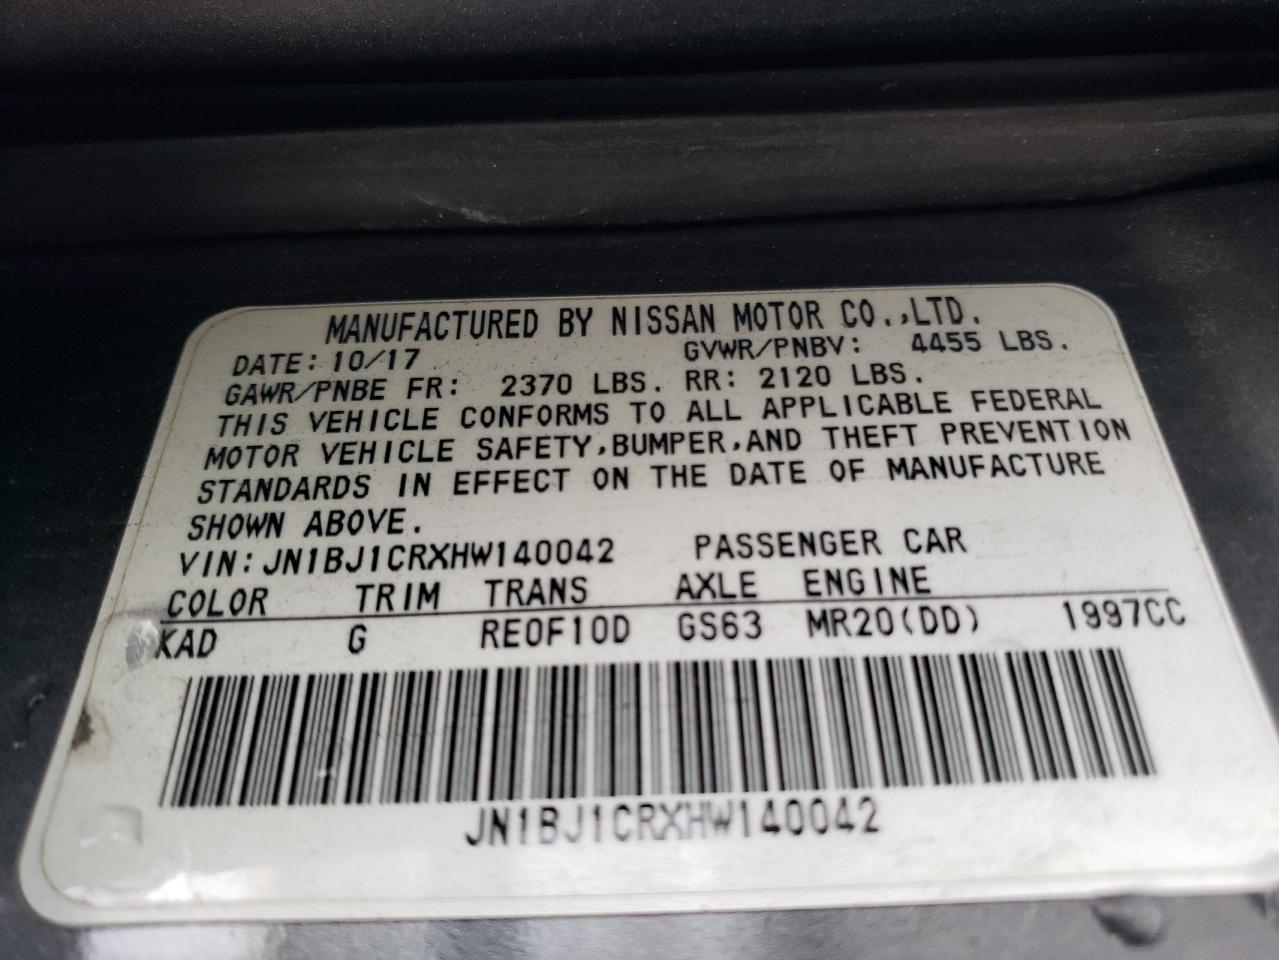 MANUFACTURED BY NISSAN MOTOR CO.,LTD.
DATE: 10/17 GVWR/PNBV: 4455 LBS.
GAWR/PNBE FR: 2370 LBS. RR: 2120 LBS.
THIS VEHICLE CONFORMS TO ALL APPLICABLE FEDERAL
MOTOR VEHICLE SAFETY,BUMPER,AND THEFT PREVENTION
STANDARDS IN EFFECT ON THE DATE OF MANUFACTURE
SHOWN ABOVE.
VIN:JN1BJ1CRXHW140042 PASSENGER CAR
COLOR TRIM TRANS AXLE ENGINE
KAD G RE0F10D GS63 MR20(DD) 1997CC
JN1BJ1CRXHW140042